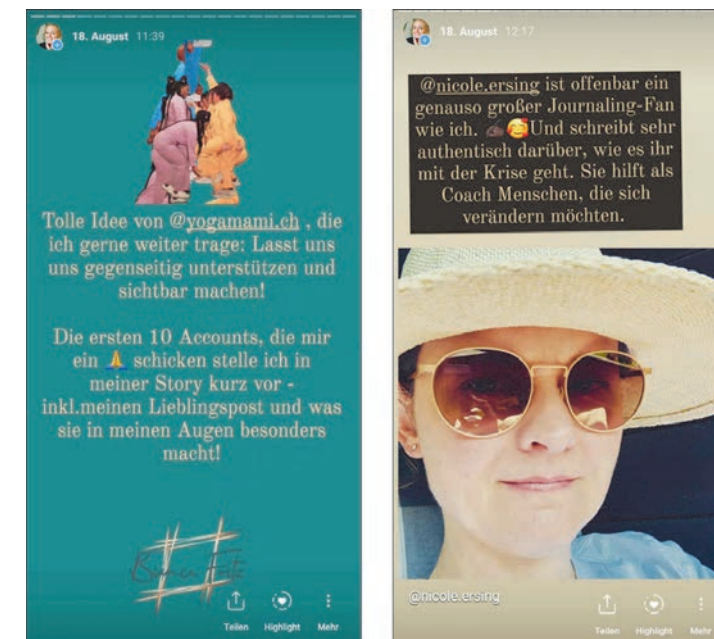 18. August 11:39
Tolle Idee von @yogamami.ch , die
ich gerne weiter trage: Lasst uns
uns gegenseitig unterstützen und
sichtbar machen!
Die ersten 10 Accounts, die mir
ein 🙏 schicken stelle ich in
meiner Story kurz vor -
inkl.meinen Lieblingspost und was
sie in meinen Augen besonders
macht!
Bianca Fritz
Teilen Highlight Mehr
18. August 12:17
@nicole.ersing ist offenbar ein
genauso großer Journaling-Fan
wie ich. ✍🏿🥰Und schreibt sehr
authentisch darüber, wie es ihr
mit der Krise geht. Sie hilft als
Coach Menschen, die sich
verändern möchten.
@nicole.ersing
Teilen Highlight Mehr